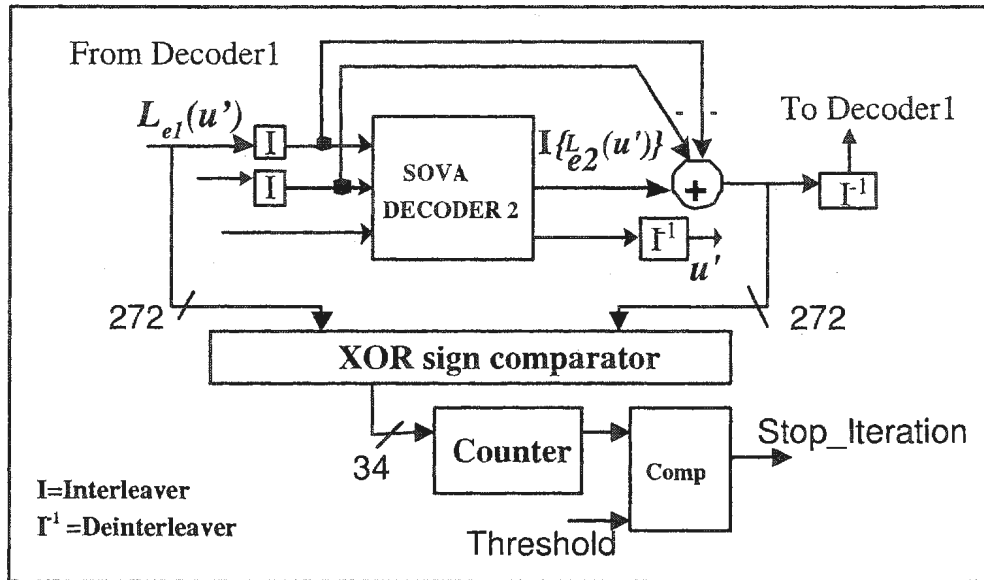 From Decoder1
L_e1(u')
I
I
SOVA
DECODER 2
I{L_e2(u')}
- -
+
To Decoder1
I⁻¹
I⁻¹
u'
272
272
XOR sign comparator
34
Counter
Comp
Stop_Iteration
Threshold
I=Interleaver
I⁻¹ =Deinterleaver